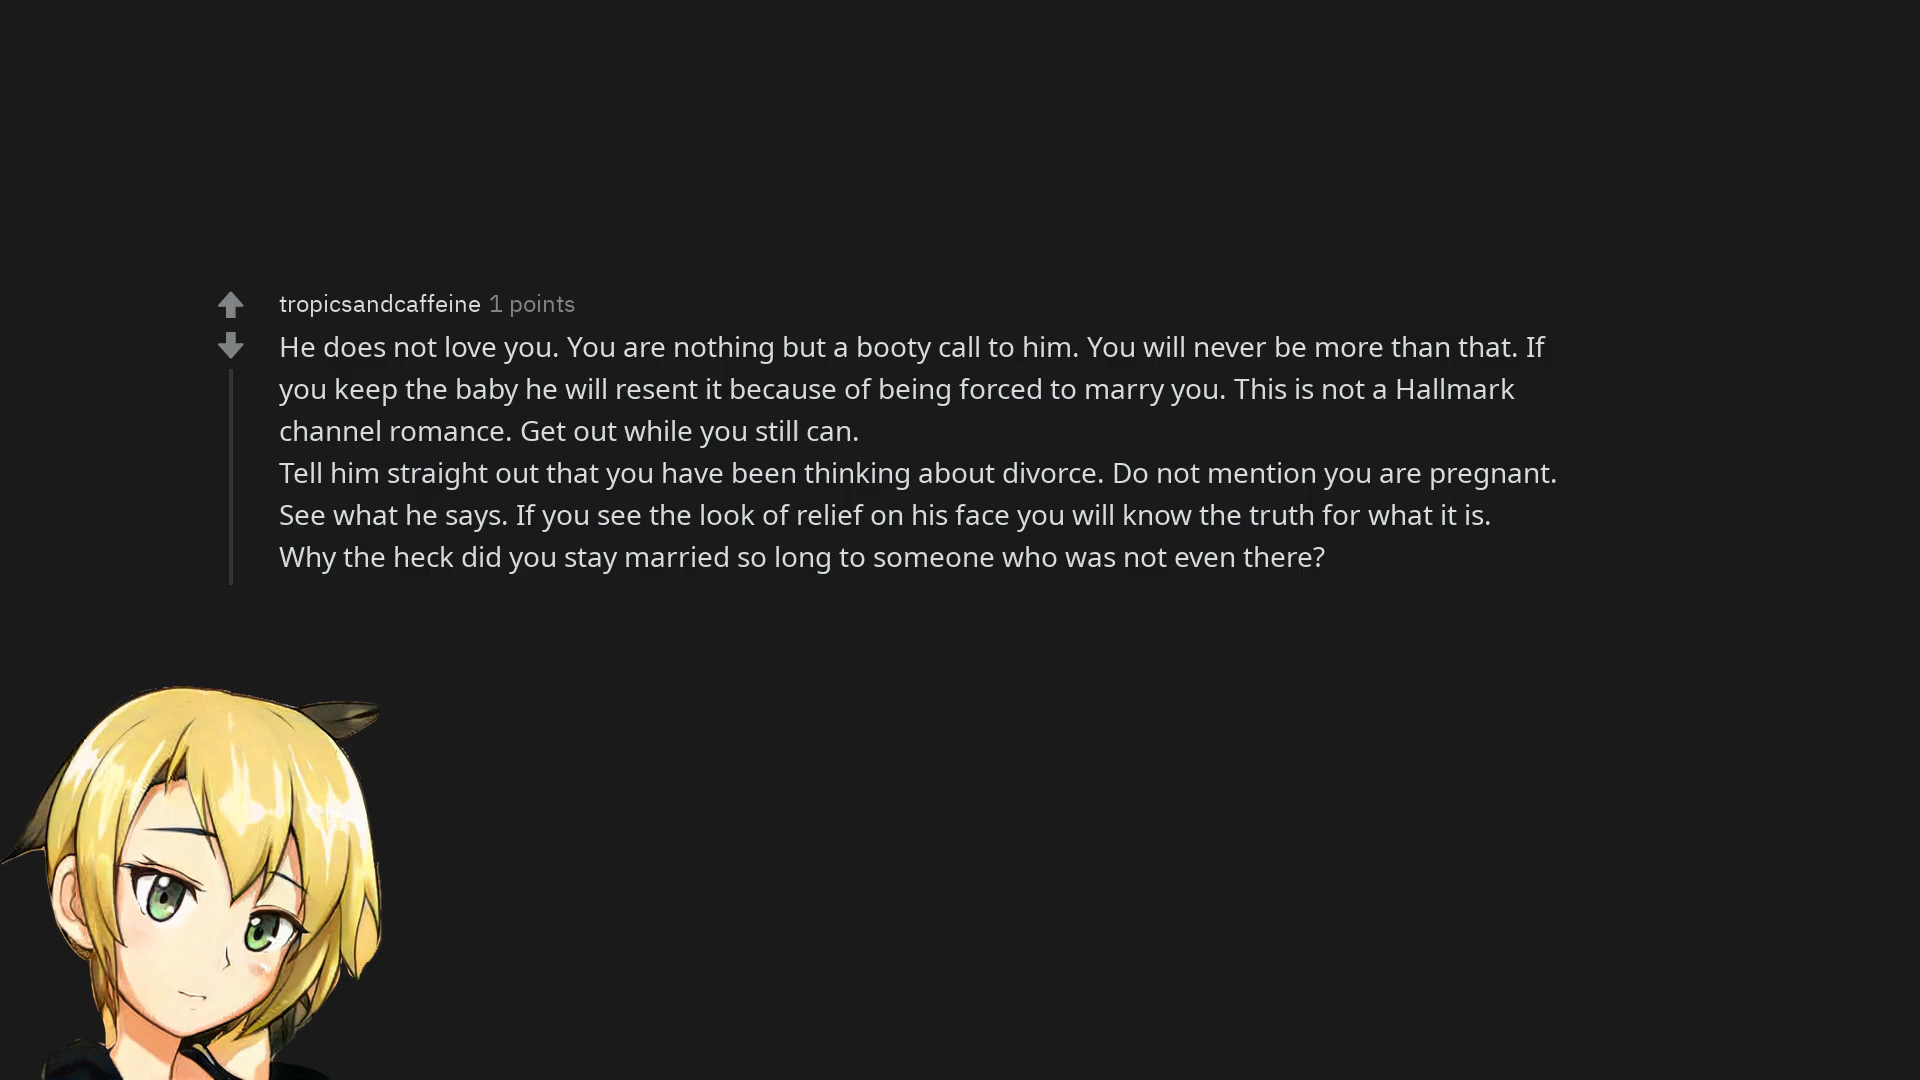 tropicsandcaffeine 1 points
He does not love you. You are nothing but a booty call to him. You will never be more than that. If
you keep the baby he will resent it because of being forced to marry you. This is not a Hallmark
channel romance. Get out while you still can.
Tell him straight out that you have been thinking about divorce. Do not mention you are pregnant.
See what he says. If you see the look of relief on his face you will know the truth for what it is.
Why the heck did you stay married so long to someone who was not even there?